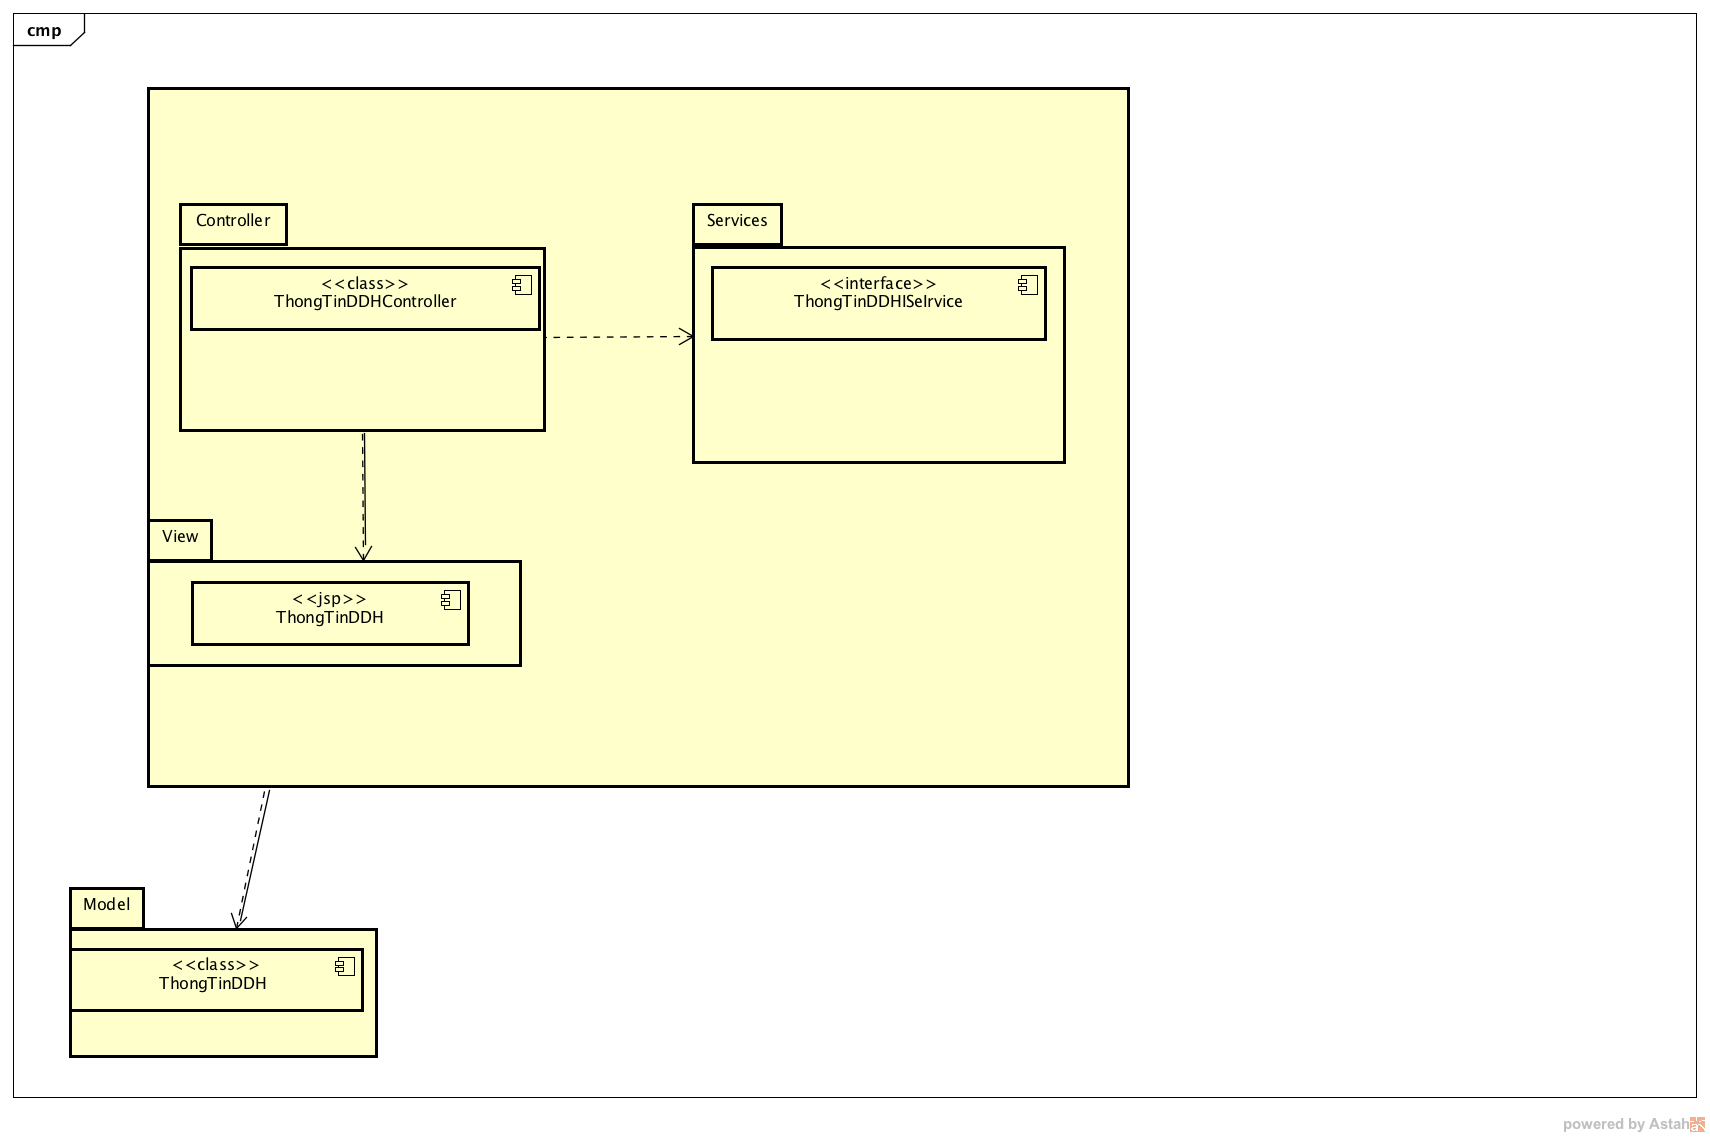 cmp
Controller
<<class>>
ThongTinDDHController
Services
<<interface>>
ThongTinDDHISeIrvice
View
<<jsp>>
ThongTinDDH
Model
<<class>>
ThongTinDDH
powered by Astah